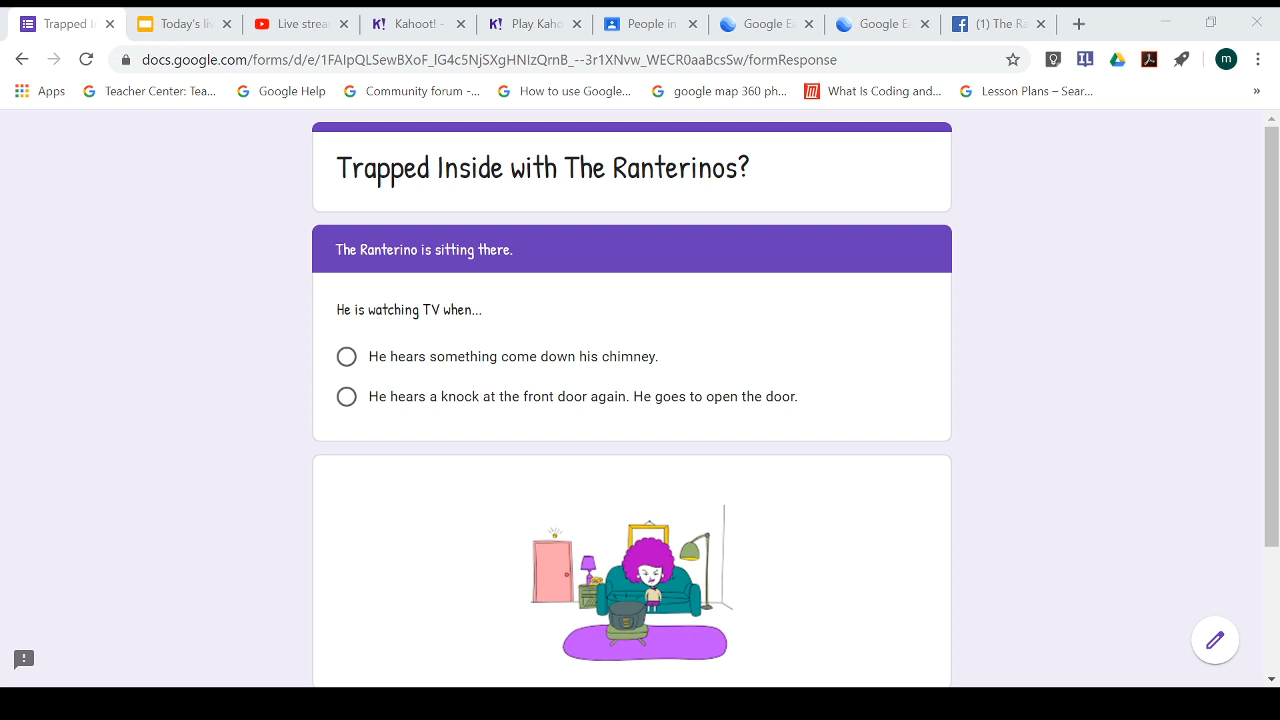 Trapped I
Today's liv
Live strea
Kahoot! -
Play Kaho
People in
Google E
Google E
(1) The Ra
docs.google.com/forms/d/e/1FAIpQLSewBXoF_lG4c5NjSXgHNIzQrnB_--3r1XNvw_WECR0aaBcsSw/formResponse
m
Apps
Teacher Center: Tea...
Google Help
Community forum -...
How to use Google...
google map 360 ph...
What Is Coding and...
Lesson Plans – Sear...
»
Trapped Inside with The Ranterinos?
The Ranterino is sitting there.
He is watching TV when...
He hears something come down his chimney.
He hears a knock at the front door again. He goes to open the door.